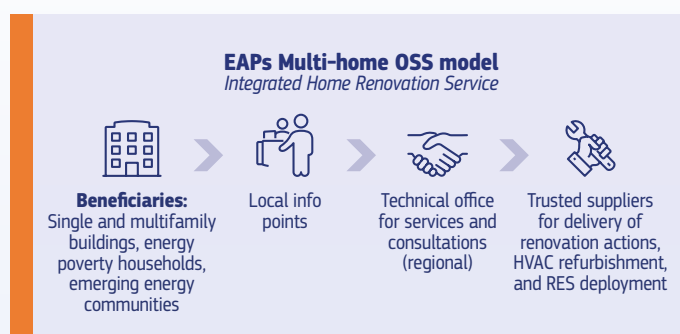 EAPs Multi-home OSS model
Integrated Home Renovation Service
Beneficiaries:
Single and multifamily
buildings, energy
poverty households,
emerging energy
communities
Local info
points
Technical office
for services and
consultations
(regional)
Trusted suppliers
for delivery of
renovation actions,
HVAC refurbishment,
and RES deployment